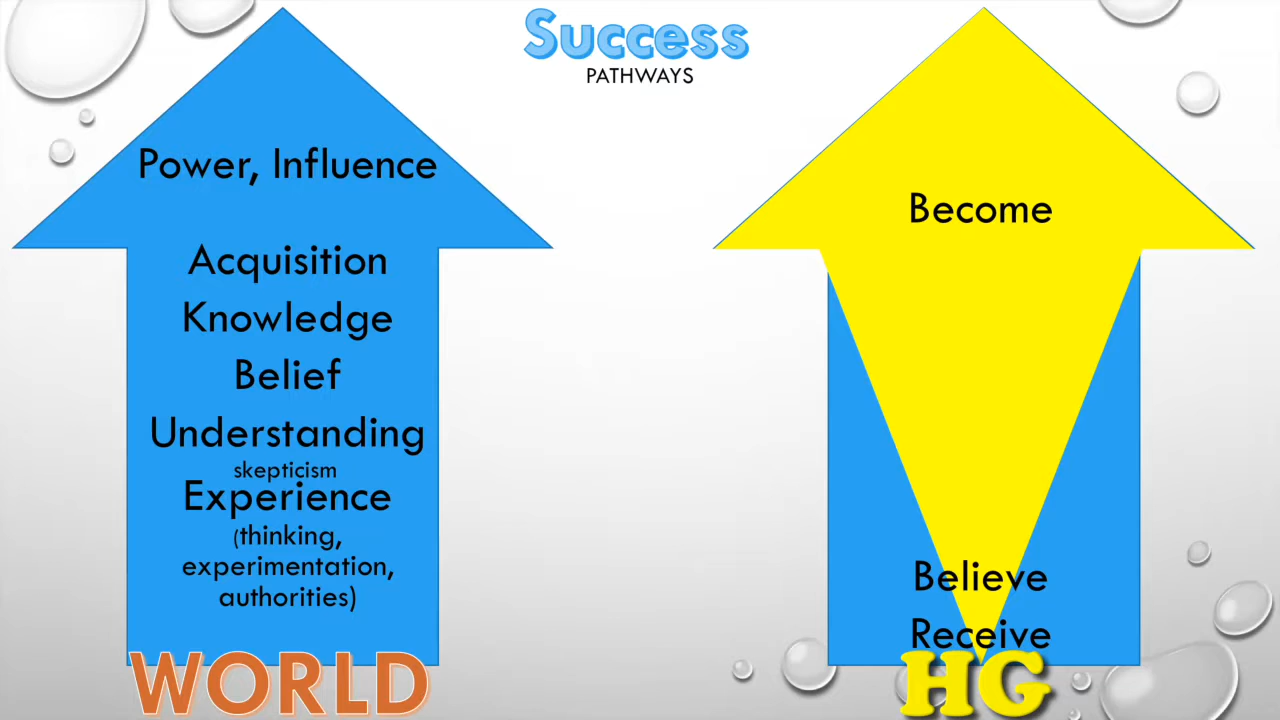 Success
PATHWAYS
Power, Influence
Acquisition
Knowledge
Belief
Understanding
skepticism
Experience
(thinking,
experimentation,
authorities)
WORLD
Become
Believe
Receive
HG